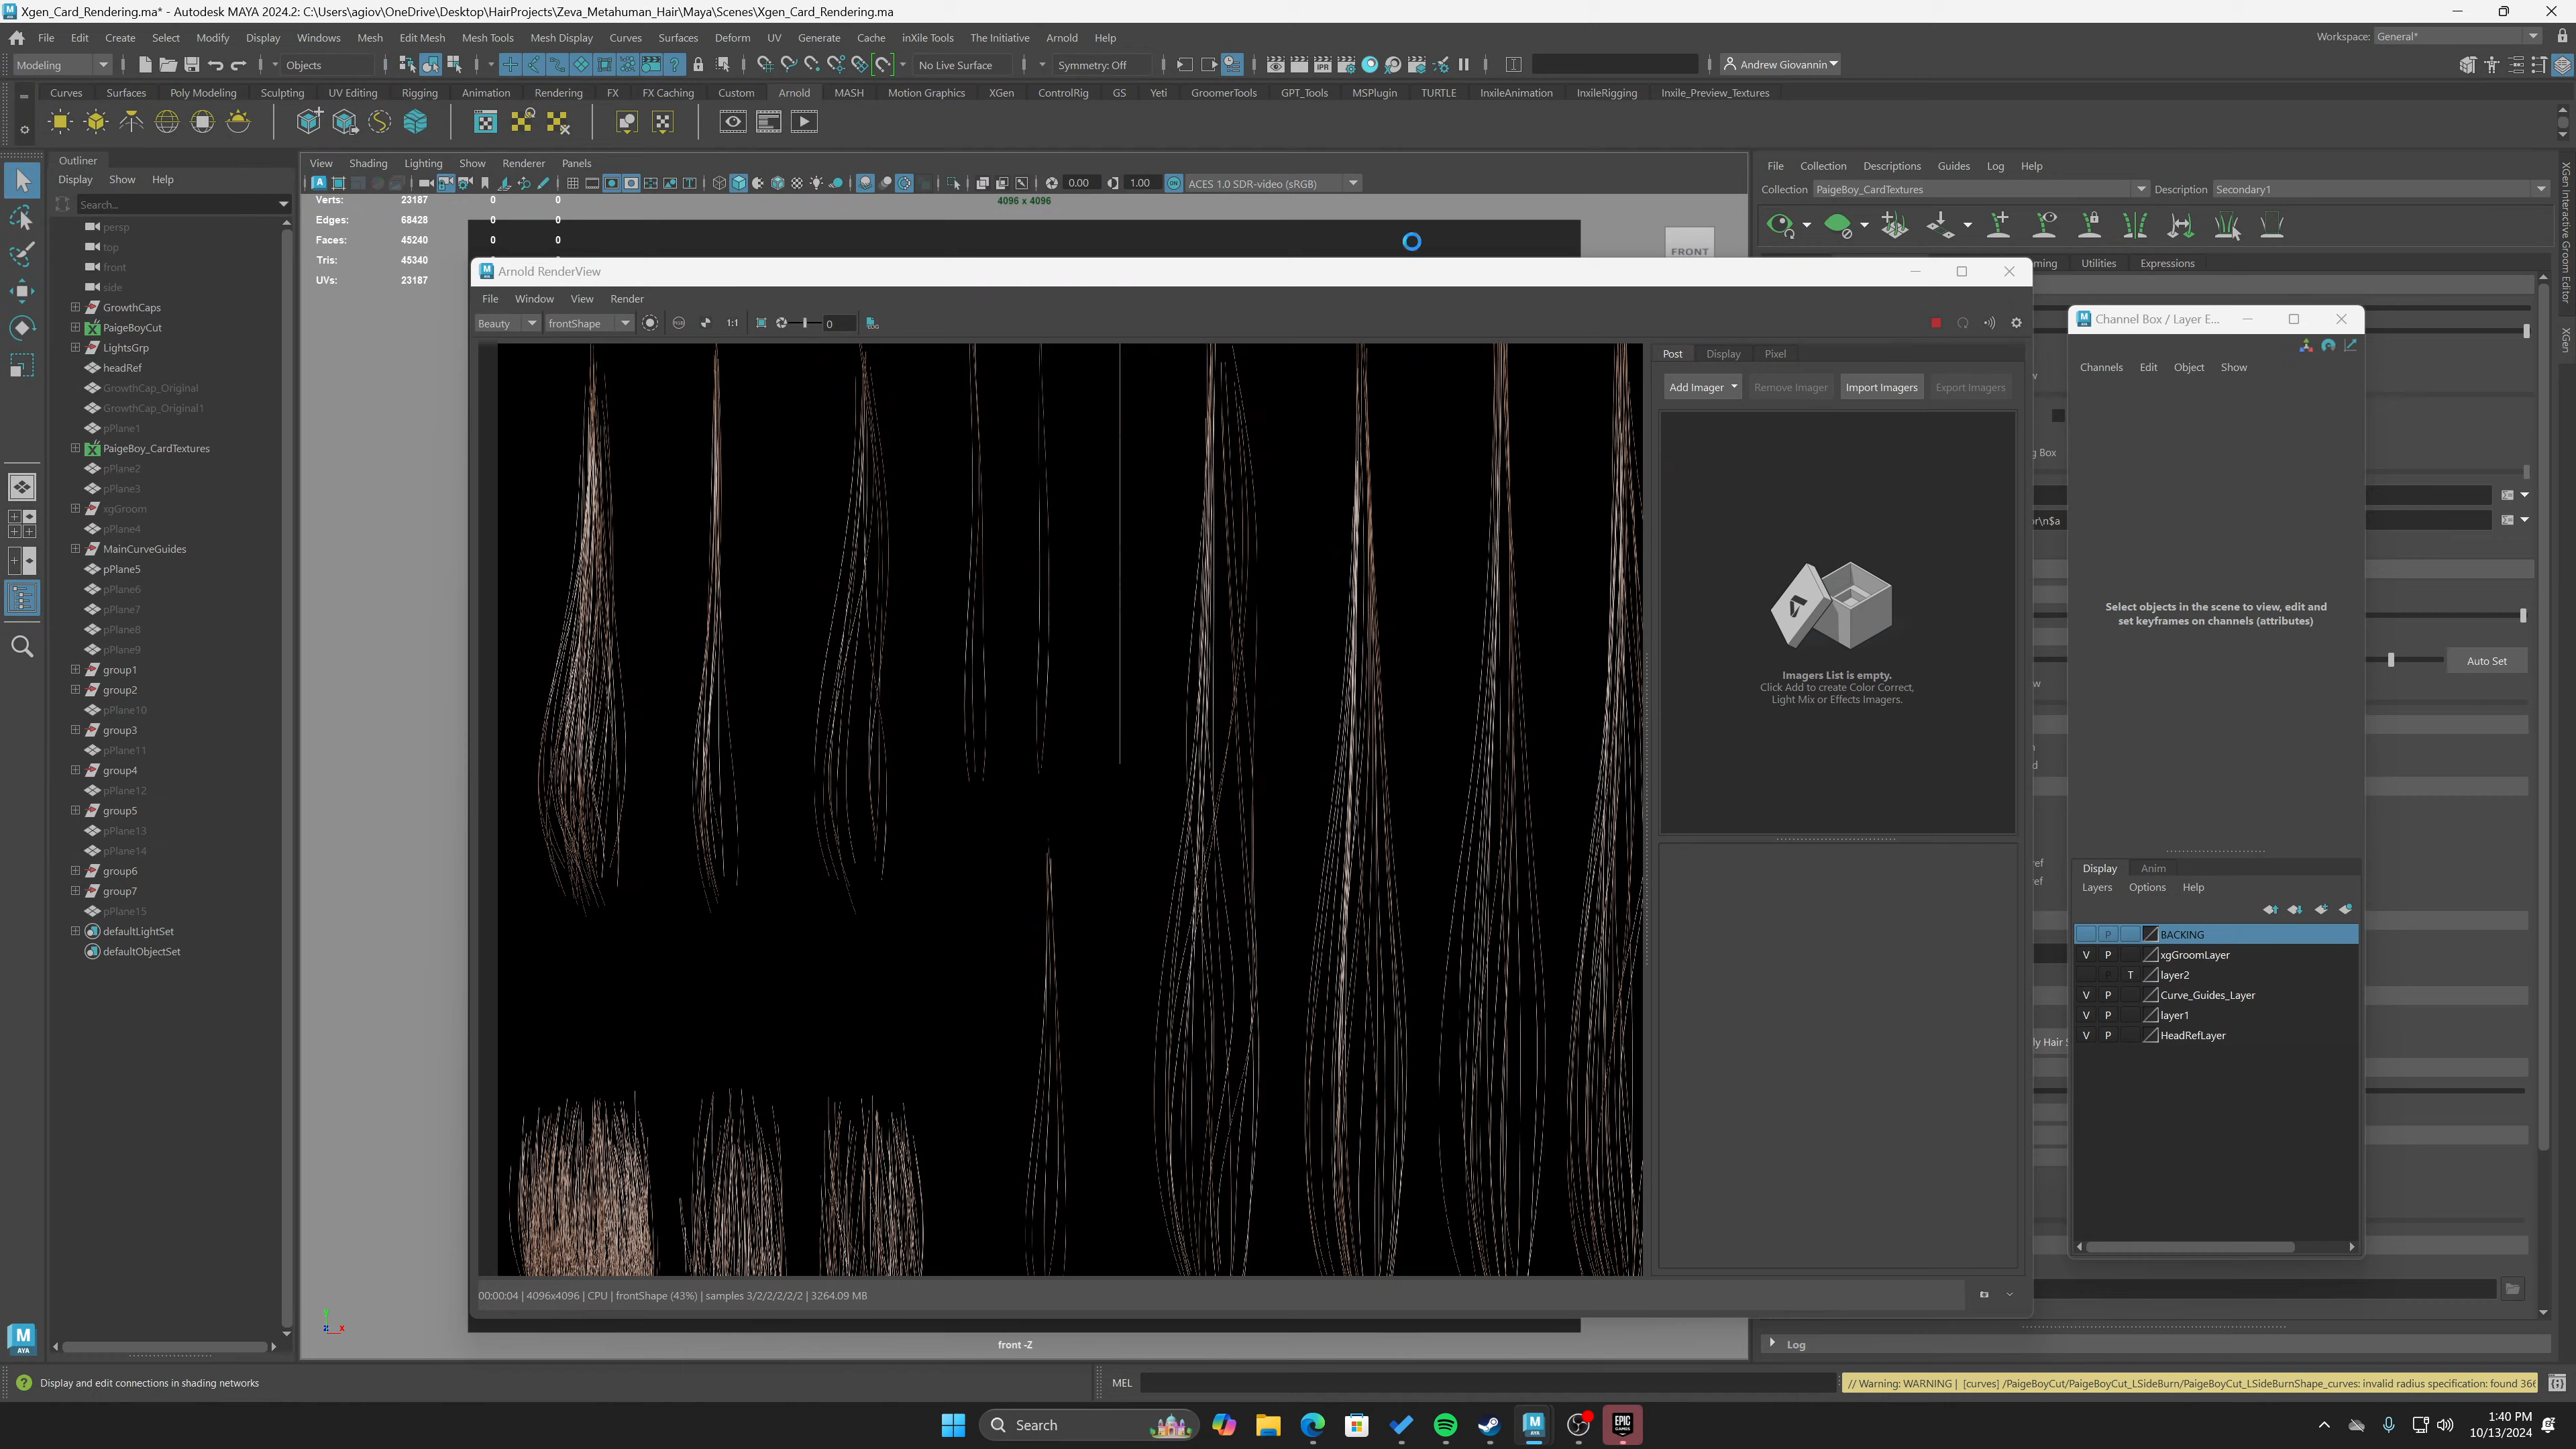 Xgen_Card_Rendering.ma* - Autodesk MAYA 2024.2: C:\Users\agiov\OneDrive\Desktop\HairProjects\Zeva_Metahuman_Hair\Maya\Scenes\Xgen_Card_Rendering.ma
File Edit Create Select Modify Display Windows Mesh Edit Mesh Mesh Tools Mesh Display Curves Surfaces Deform UV Generate Cache inXile Tools The Initiative Arnold Help
Workspace: General*
Modeling
Objects
No Live Surface
Symmetry: Off
Andrew Giovannin
Curves Surfaces Poly Modeling Sculpting UV Editing Rigging Animation Rendering FX FX Caching Custom Arnold MASH Motion Graphics XGen ControlRig GS Yeti GroomerTools GPT_Tools MSPlugin TURTLE InxileAnimation InxileRigging Inxile_Preview_Textures
Outliner
Display Show Help
Search...
persp
top
front
side
GrowthCaps
PaigeBoyCut
LightsGrp
headRef
GrowthCap_Original
GrowthCap_Original1
pPlane1
PaigeBoy_CardTextures
pPlane2
pPlane3
xgGroom
pPlane4
MainCurveGuides
pPlane5
pPlane6
pPlane7
pPlane8
pPlane9
group1
group2
pPlane10
group3
pPlane11
group4
pPlane12
group5
pPlane13
pPlane14
group6
group7
pPlane15
defaultLightSet
defaultObjectSet
View Shading Lighting Show Renderer Panels
0.00
1.00
ACES 1.0 SDR-video (sRGB)
Verts: 23187 0 0
Edges: 68428 0 0
Faces: 45240 0 0
Tris: 45340 0 0
UVs: 23187 0 0
4096 x 4096
FRONT
Arnold RenderView
File Window View Render
Beauty
frontShape
1:1
0
Post Display Pixel
Add Imager
Remove Imager
Import Imagers
Export Imagers
Imagers List is empty.
Click Add to create Color Correct,
Light Mix or Effects Imagers.
00:00:04 | 4096x4096 | CPU | frontShape (43%) | samples 3/2/2/2/2/2 | 3264.09 MB
front -Z
File Collection Descriptions Guides Log Help
Collection PaigeBoy_CardTextures
Description Secondary1
ming Utilities Expressions
g Box
or\n$a
Auto Set
ref
ref
ly Hair S
Log
XGen Interactive Groom Editor
XGen
Channel Box / Layer E...
Channels Edit Object Show
Select objects in the scene to view, edit and
set keyframes on channels (attributes)
Display Anim
Layers Options Help
P BACKING
V P xgGroomLayer
P T layer2
V P Curve_Guides_Layer
V P layer1
V P HeadRefLayer
Display and edit connections in shading networks
MEL
// Warning: WARNING | [curves] /PaigeBoyCut/PaigeBoyCut_LSideBurn/PaigeBoyCut_LSideBurnShape_curves: invalid radius specification: found 366
Search
1:40 PM
10/13/2024